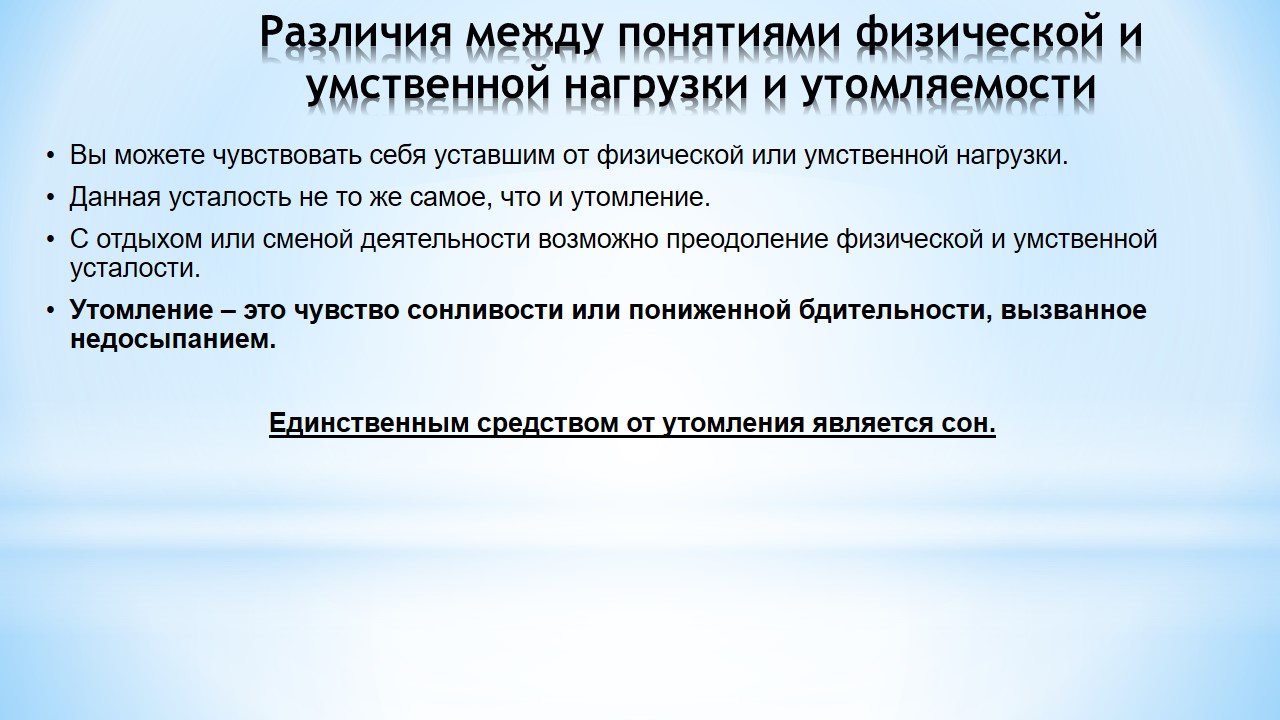 Различия между понятиями физической и
умственной нагрузки и утомляемости
• Вы можете чувствовать себя уставшим от физической или умственной нагрузки.
• Данная усталость не то же самое, что и утомление.
• С отдыхом или сменой деятельности возможно преодоление физической и умственной
усталости.
• Утомление – это чувство сонливости или пониженной бдительности, вызванное
недосыпанием.
Единственным средством от утомления является сон.